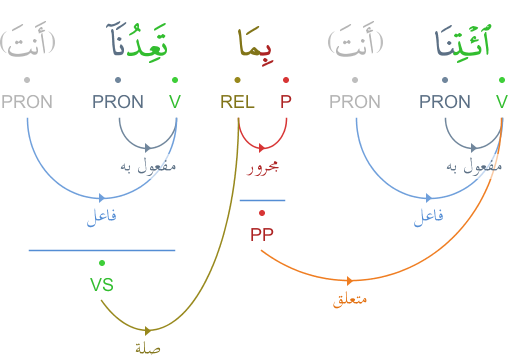 ٱئْتِنَا (أَنتَ) بِمَا تَعِدُنَآ (أَنتَ)
V PRON PRON P REL V PRON PRON
مفعول به مجرور مفعول به
فاعل فاعل
PP
VS
متعلق
صلة